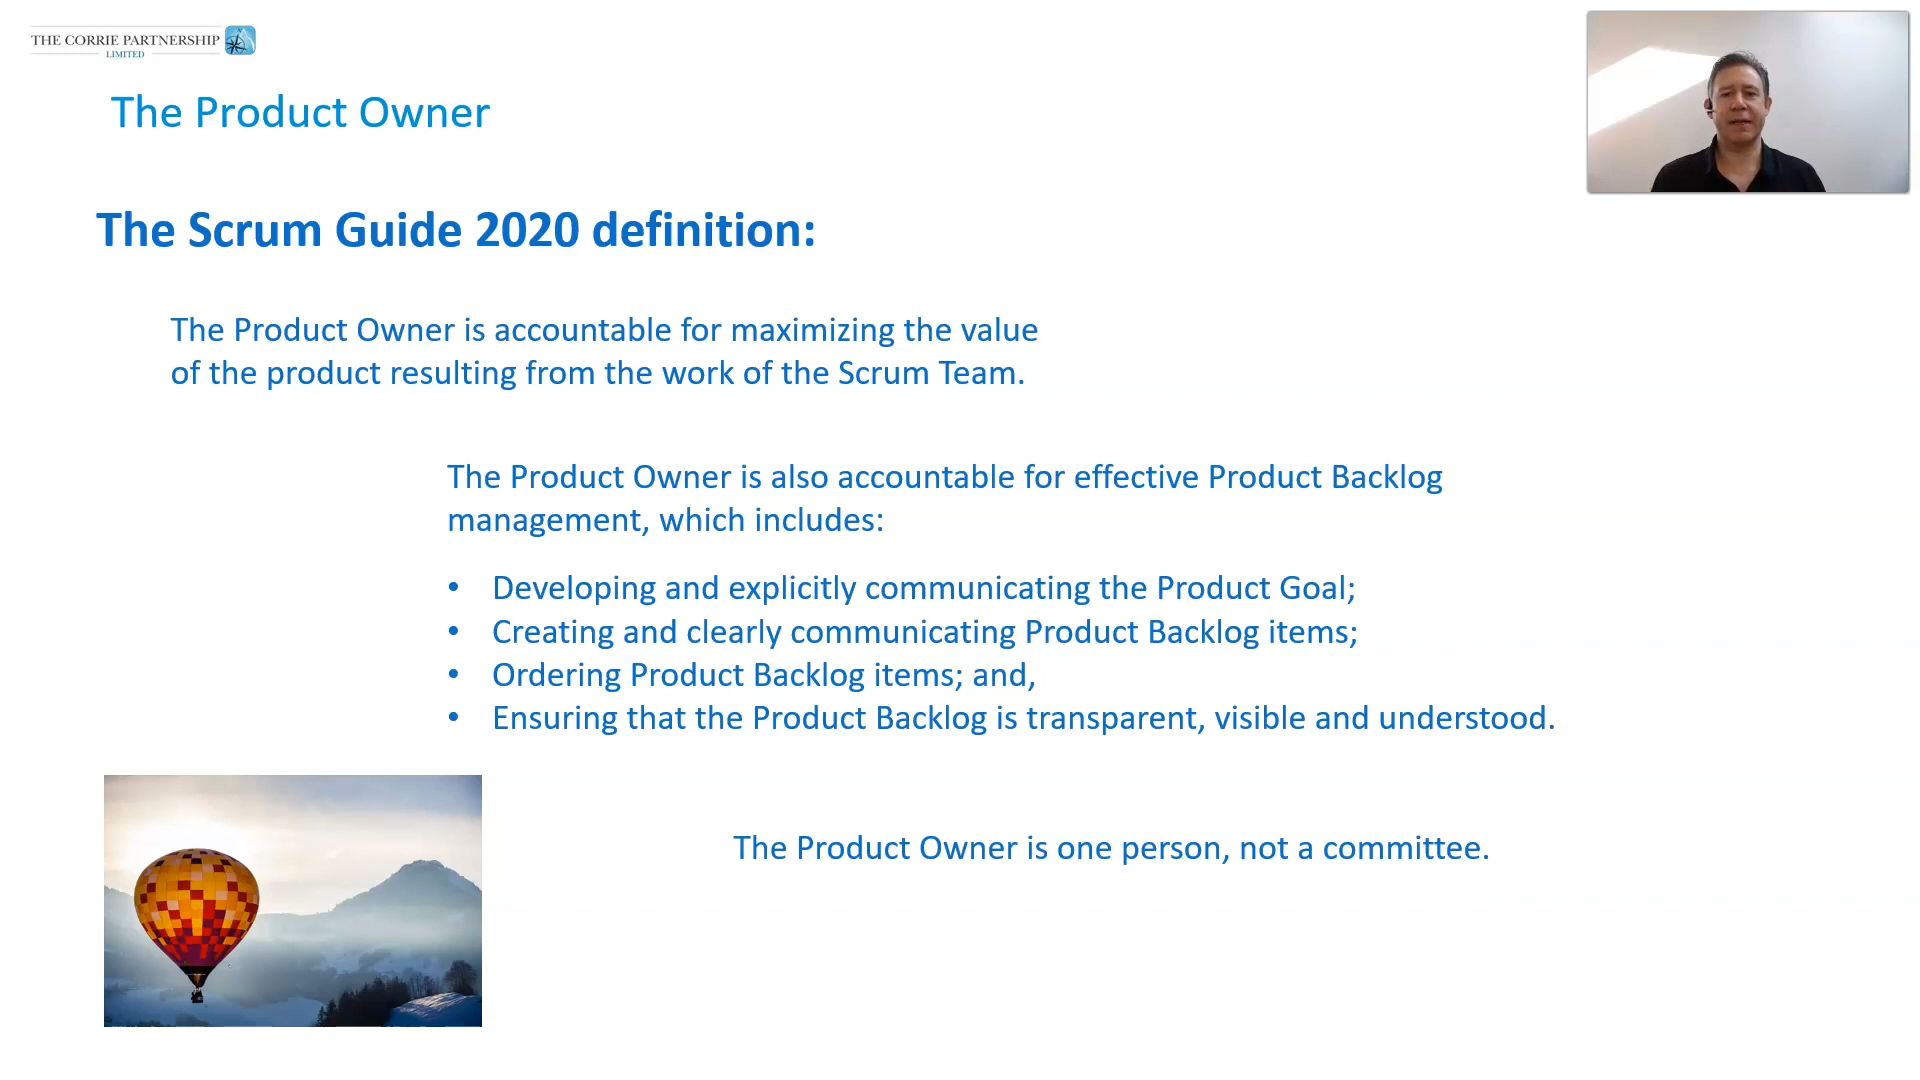 THE CORRIE PARTNERSHIP
LIMITED
The Product Owner
The Scrum Guide 2020 definition:
The Product Owner is accountable for maximizing the value
of the product resulting from the work of the Scrum Team.
The Product Owner is also accountable for effective Product Backlog
management, which includes:
• Developing and explicitly communicating the Product Goal;
• Creating and clearly communicating Product Backlog items;
• Ordering Product Backlog items; and,
• Ensuring that the Product Backlog is transparent, visible and understood.
The Product Owner is one person, not a committee.